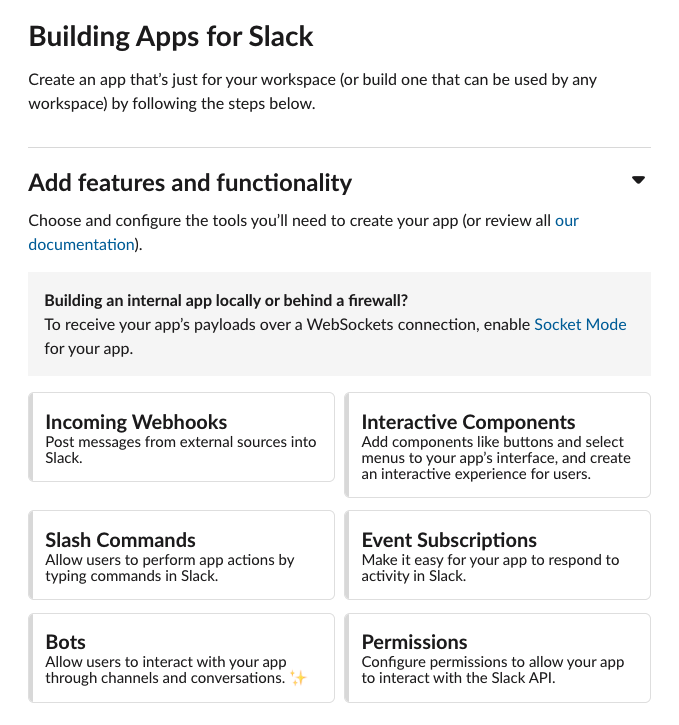 Building Apps for Slack
Create an app that’s just for your workspace (or build one that can be used by any
workspace) by following the steps below.
Add features and functionality
Choose and configure the tools you’ll need to create your app (or review all our
documentation).
Building an internal app locally or behind a firewall?
To receive your app’s payloads over a WebSockets connection, enable Socket Mode
for your app.
Incoming Webhooks
Post messages from external sources into
Slack.
Interactive Components
Add components like buttons and select
menus to your app’s interface, and create
an interactive experience for users.
Slash Commands
Allow users to perform app actions by
typing commands in Slack.
Event Subscriptions
Make it easy for your app to respond to
activity in Slack.
Bots
Allow users to interact with your app
through channels and conversations. ✨
Permissions
Configure permissions to allow your app
to interact with the Slack API.